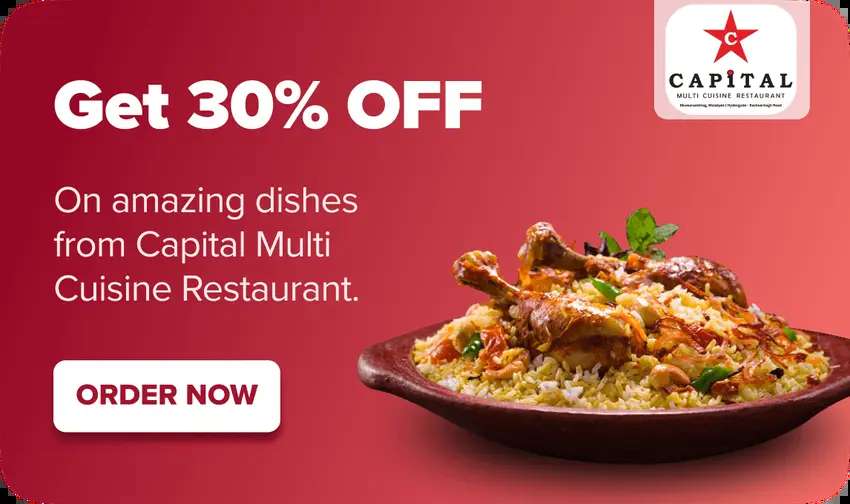 Get 30% OFF
On amazing dishes
from Capital Multi
Cuisine Restaurant.
ORDER NOW
C
CAPITAL
MULTI CUISINE RESTAURANT